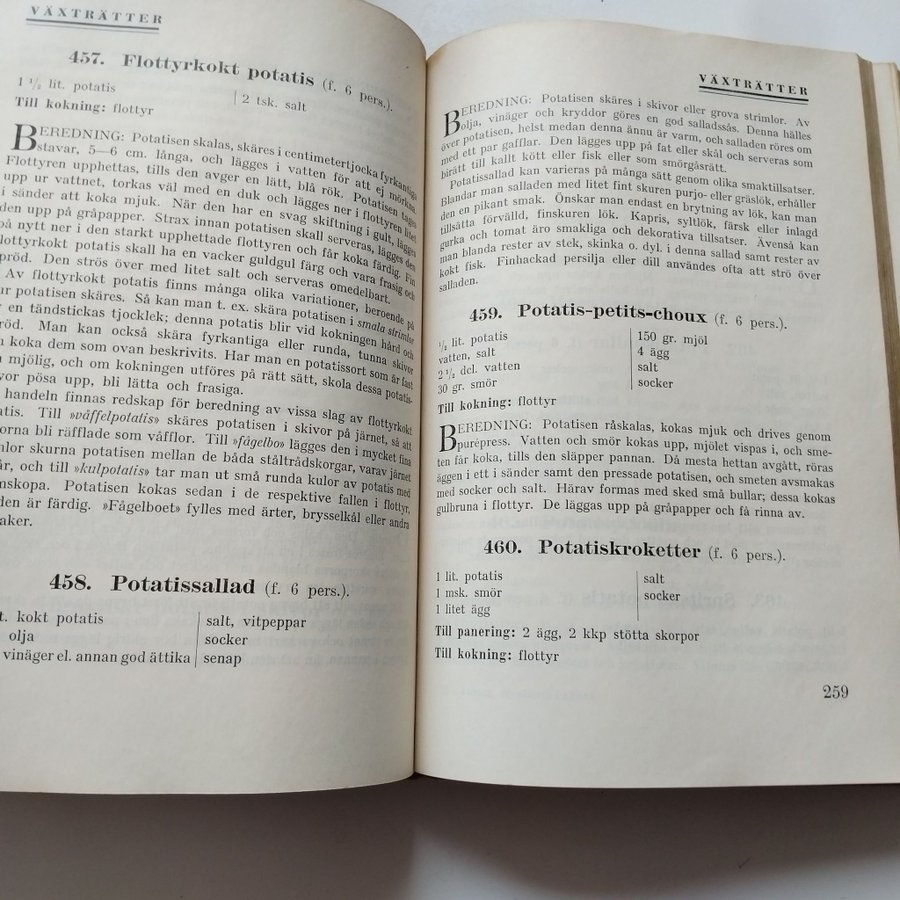 VÄXTRÄTTER
457. Flottyrkokt potatis (f. 6 pers.).
1 1/2 lit. potatis
Till kokning: flottyr
2 tsk. salt
BEREDNING: Potatisen skalas, skäres i centimetertjocka fyrkantiga
stavar, 5—6 cm. långa, och lägges i vatten för att ej mörkna.
Flottyren upphettas, tills den avger en lätt, blå rök. Potatisen tages
upp ur vattnet, torkas väl med en duk och lägges ner i flottyren litet
i sänder att koka mjuk. När den har en svag skiftning i gult, lägges
den upp på gråpapper. Strax innan potatisen skall serveras, lägges den
på nytt ner i den starkt upphettade flottyren och får koka färdig. Fin
flottyrkokt potatis skall ha en vacker guldgul färg och vara frasig och
spröd. Den strös över med litet salt och serveras omedelbart.
Av flottyrkokt potatis finns många olika variationer, beroende på
hur potatisen skäres. Så kan man t. ex. skära potatisen i smala strimlor
en tändstickas tjocklek; denna potatis blir vid kokningen hård och
spröd. Man kan också skära fyrkantiga eller runda, tunna skivor
koka dem som ovan beskrivits. Har man en potatissort som är fast
mjölig, och om kokningen utföres på rätt sätt, skola dessa potatis-
pösa upp, bli lätta och frasiga.
handeln finnas redskap för beredning av vissa slag av flottyrkokt
potatis. Till »våffelpotatis» skäres potatisen i skivor på järnet, så att
bli räfflade som våfflor. Till »fågelbo» lägges den i mycket fina
skurna potatisen mellan de båda ståltrådskorgar, varav järnet
och till »kulpotatis» tar man ut små runda kulor av potatis med
Potatisen kokas sedan i de respektive fallen i flottyr,
den är färdig. »Fågelboet» fylles med ärter, brysselkål eller andra
458. Potatissallad (f. 6 pers.).
kokt potatis
olja
vinäger el. annan god ättika
salt, vitpeppar
socker
senap
VÄXTRÄTTER
BEREDNING: Potatisen skäres i skivor eller grova strimlor. Av
olja, vinäger och kryddor göres en god salladssås. Denna hälles
över potatisen, helst medan denna ännu är varm, och salladen röres om
med ett par gafflar. Den lägges upp på fat eller skål och serveras som
birätt till kallt kött eller fisk eller som smörgåsrätt.
Potatissallad kan varieras på många sätt genom olika smaktillsatser.
Blandar man salladen med litet fint skuren purjo- eller gräslök, erhåller
den en pikant smak. Önskar man endast en brytning av lök, kan man
tillsätta förvälld, finskuren lök. Kapris, syltlök, färsk eller inlagd
gurka och tomat äro smakliga och dekorativa tillsatser. Ävenså kan
man blanda rester av stek, skinka o. dyl. i denna sallad samt rester av
kokt fisk. Finhackad persilja eller dill användes ofta att strö över
salladen.
459. Potatis-petits-choux (f. 6 pers.).
1/2 lit. potatis
vatten, salt
2 1/2 dcl. vatten
30 gr. smör
Till kokning: flottyr
150 gr. mjöl
4 ägg
salt
socker
BEREDNING: Potatisen råskalas, kokas mjuk och drives genom
purépress. Vatten och smör kokas upp, mjölet vispas i, och sme-
ten får koka, tills den släpper pannan. Då mesta hettan avgått, röras
äggen i ett i sänder samt den pressade potatisen, och smeten avsmakas
med socker och salt. Härav formas med sked små bullar; dessa kokas
gulbruna i flottyr. De läggas upp på gråpapper och få rinna av.
460. Potatiskroketter (f. 6 pers.).
1 lit. potatis
1 msk. smör
1 litet ägg
salt
socker
Till panering: 2 ägg, 2 kkp stötta skorpor
Till kokning: flottyr
259